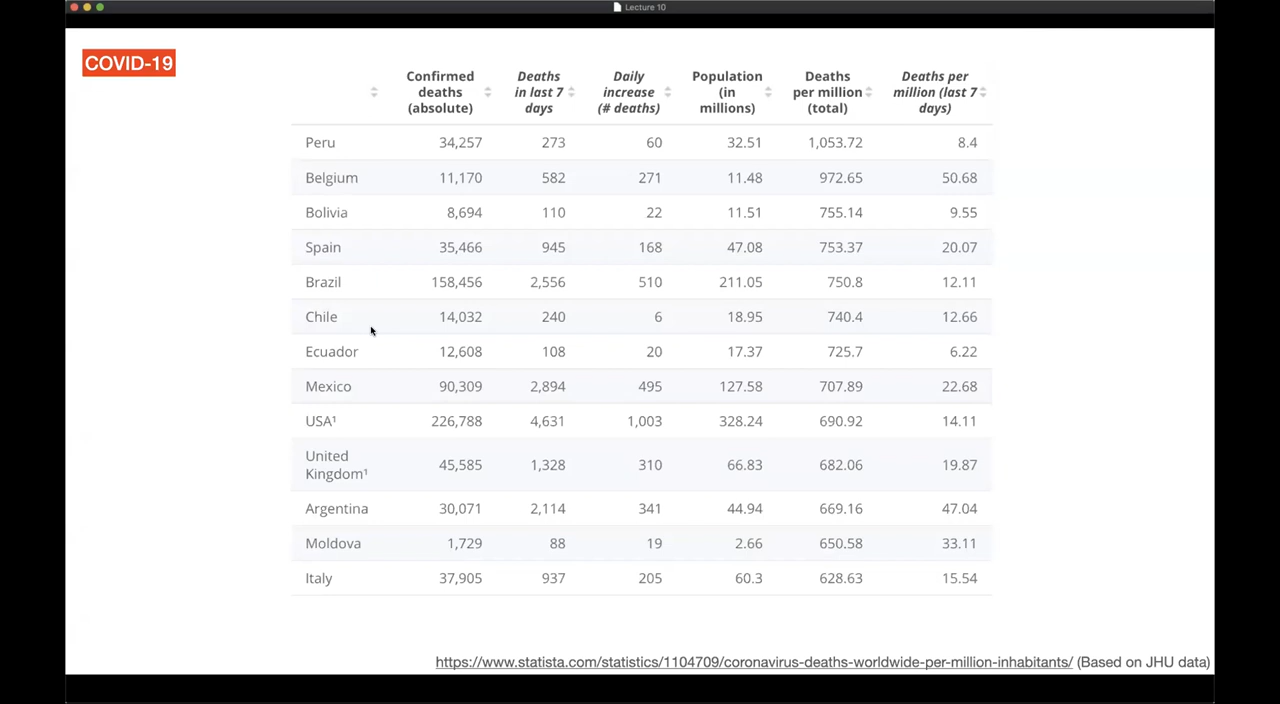 Lecture 10
COVID-19
Confirmed deaths (absolute) Deaths in last 7 days Daily increase (# deaths) Population (in millions) Deaths per million (total) Deaths per million (last 7 days)
Peru 34,257 273 60 32.51 1,053.72 8.4
Belgium 11,170 582 271 11.48 972.65 50.68
Bolivia 8,694 110 22 11.51 755.14 9.55
Spain 35,466 945 168 47.08 753.37 20.07
Brazil 158,456 2,556 510 211.05 750.8 12.11
Chile 14,032 240 6 18.95 740.4 12.66
Ecuador 12,608 108 20 17.37 725.7 6.22
Mexico 90,309 2,894 495 127.58 707.89 22.68
USA¹ 226,788 4,631 1,003 328.24 690.92 14.11
United Kingdom¹ 45,585 1,328 310 66.83 682.06 19.87
Argentina 30,071 2,114 341 44.94 669.16 47.04
Moldova 1,729 88 19 2.66 650.58 33.11
Italy 37,905 937 205 60.3 628.63 15.54
https://www.statista.com/statistics/1104709/coronavirus-deaths-worldwide-per-million-inhabitants/ (Based on JHU data)